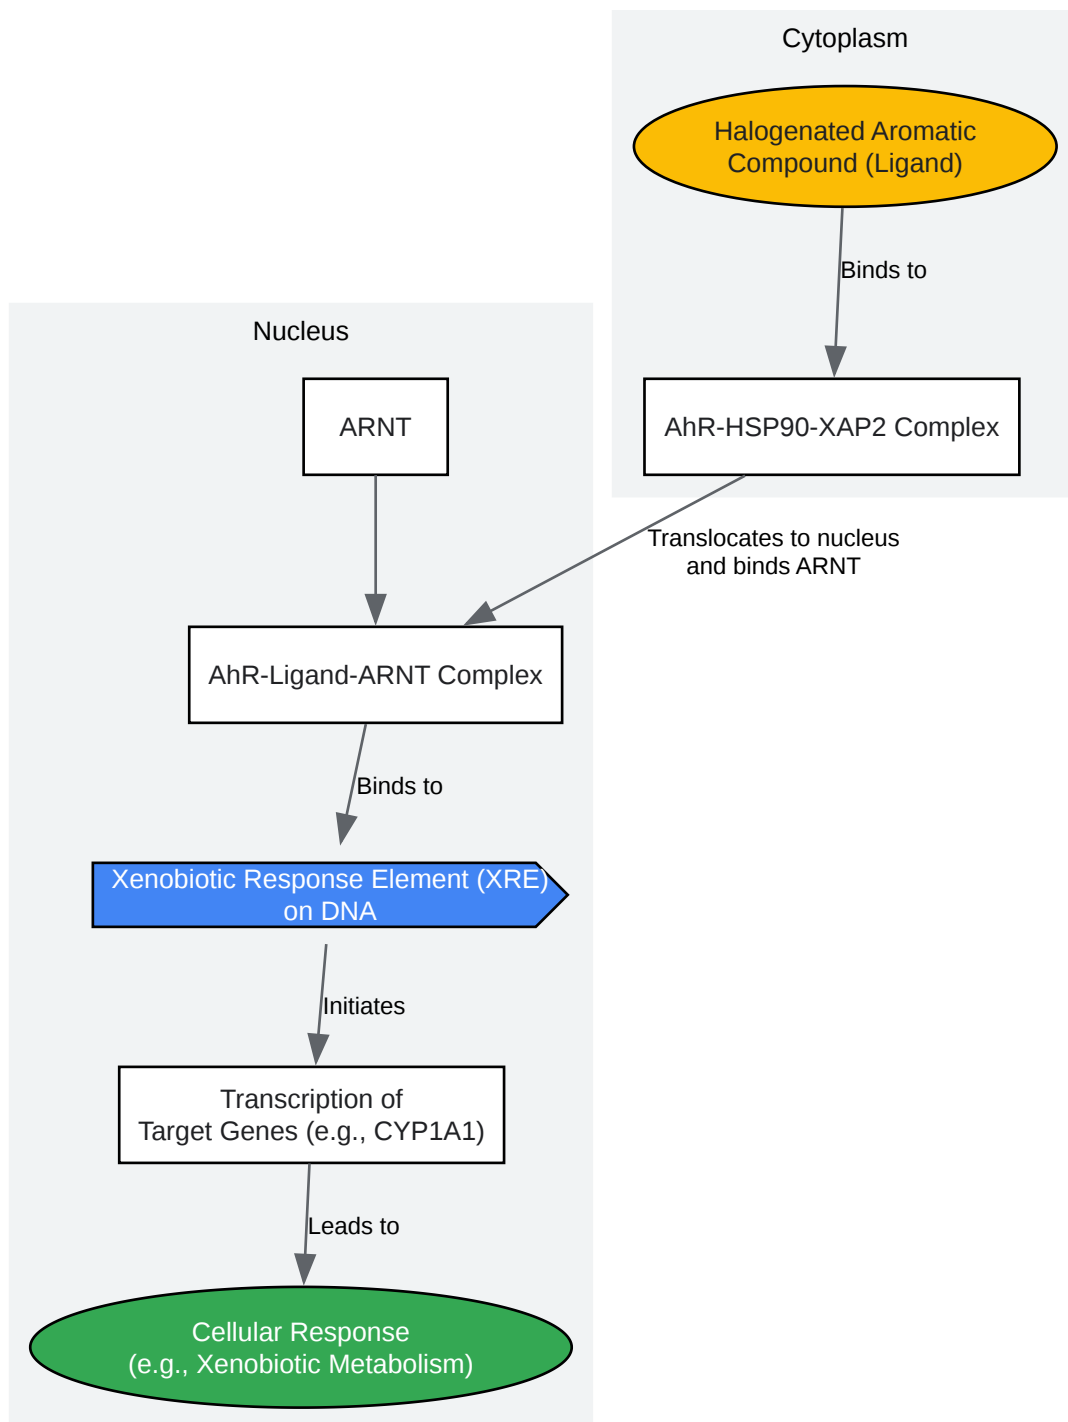 Cytoplasm
Halogenated Aromatic
Compound (Ligand)
Binds to
Nucleus
ARNT
AhR-HSP90-XAP2 Complex
Translocates to nucleus
and binds ARNT
AhR-Ligand-ARNT Complex
Binds to
Xenobiotic Response Element (XRE)
on DNA
Initiates
Transcription of
Target Genes (e.g., CYP1A1)
Leads to
Cellular Response
(e.g., Xenobiotic Metabolism)